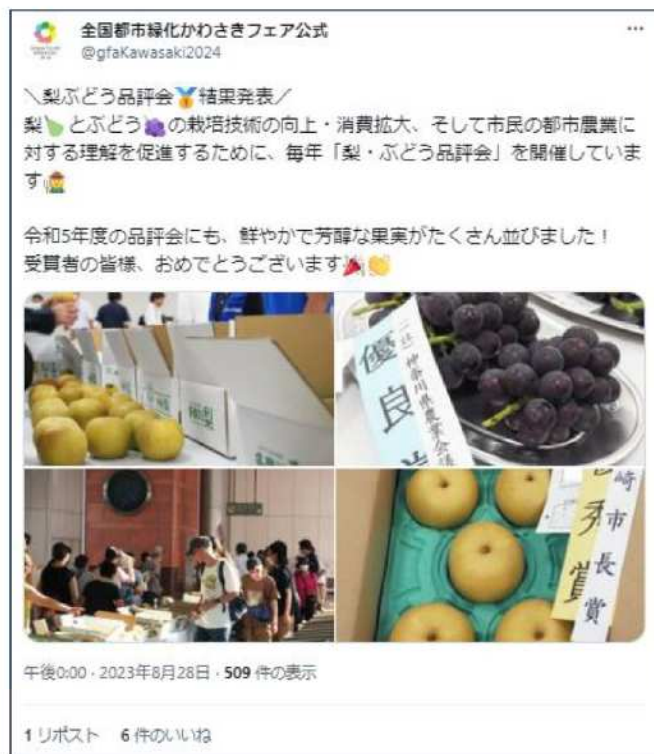 全国都市緑化かわさきフェア公式
@gfaKawasaki2024
＼梨ぶどう品評会🥇結果発表／
梨🍐とぶどう🍇の栽培技術の向上・消費拡大、そして市民の都市農業に
対する理解を促進するために、毎年「梨・ぶどう品評会」を開催していま
す👩‍🌾
令和5年度の品評会にも、鮮やかで芳醇な果実がたくさん並びました！
受賞者の皆様、おめでとうございます🎉👏
優良
神奈川県農業会議
秀賞
崎市長賞
午後0:00 · 2023年8月28日 · 509 件の表示
1 リポスト 6 件のいいね